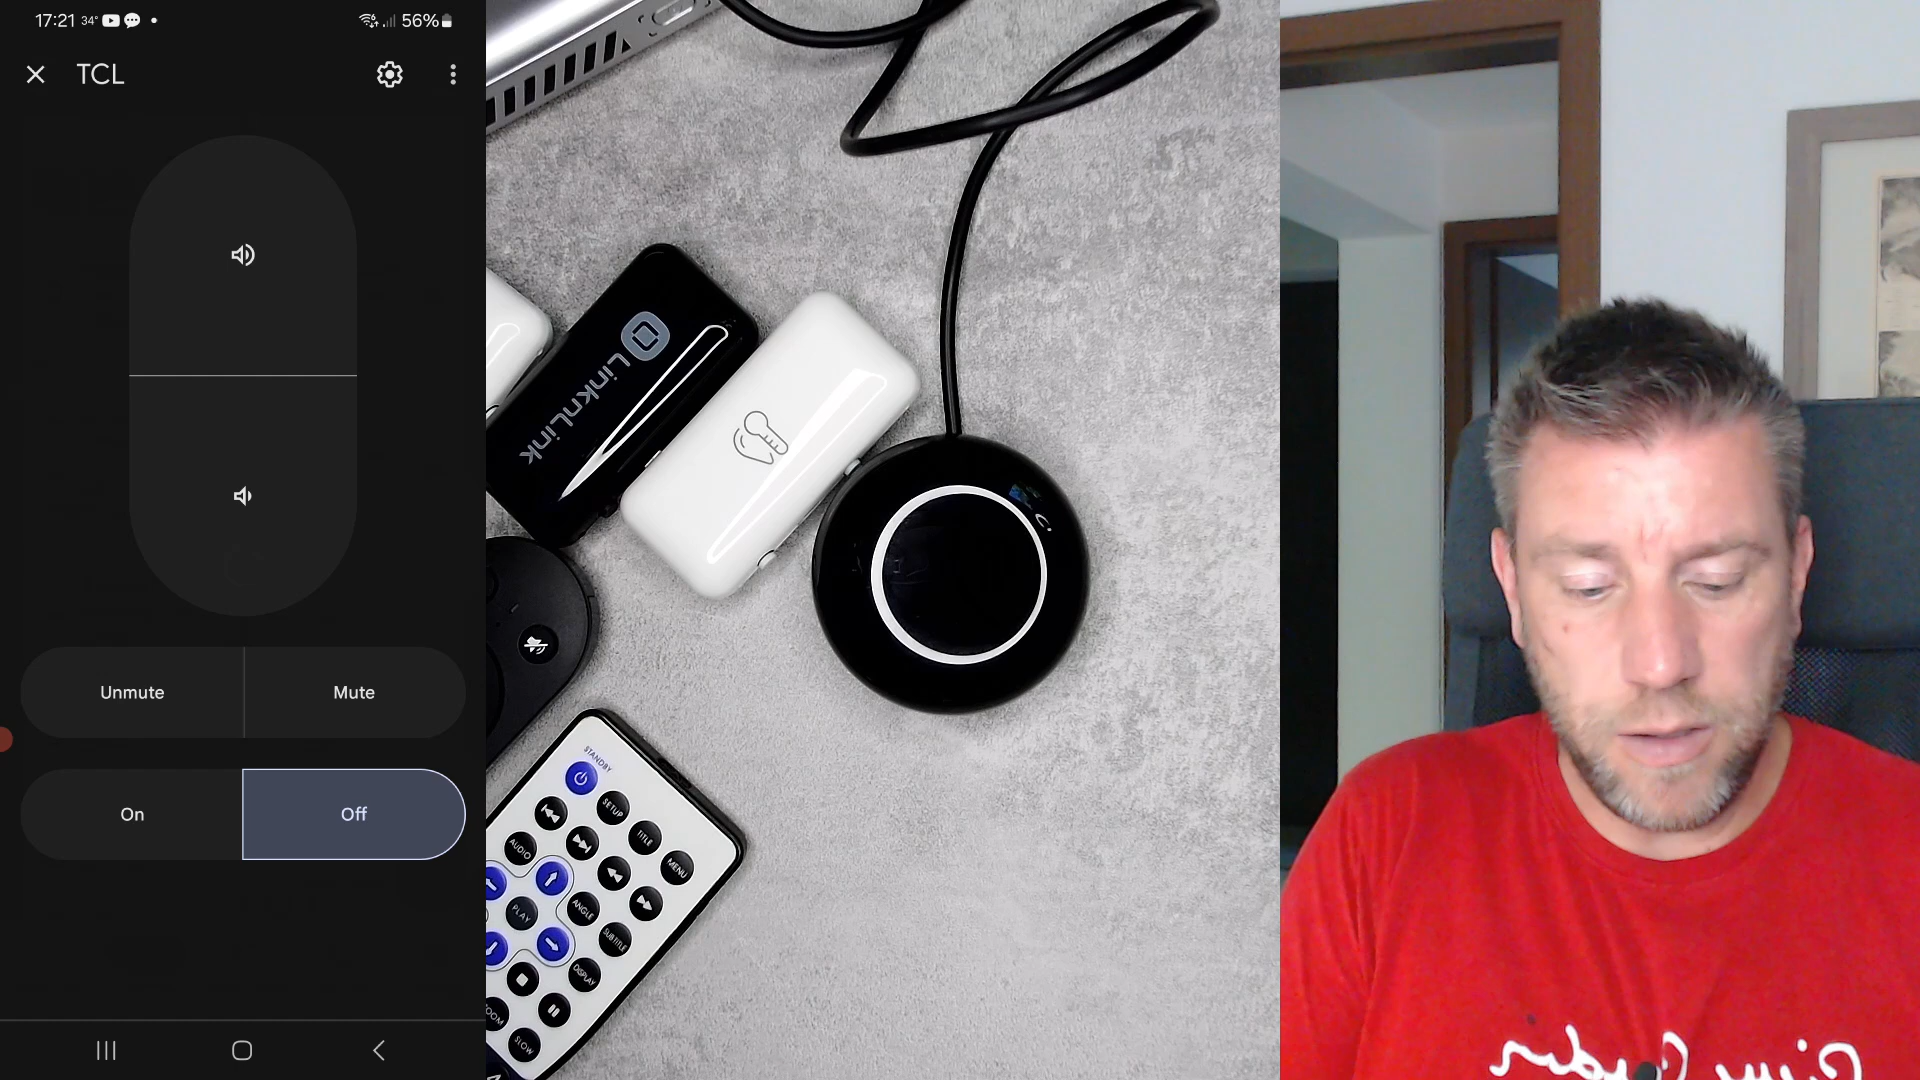 17:21 34° 56%
TCL
Unmute Mute
On Off
LinknLink
STANDBY
SETUP
TITLE
MENU
AUDIO
PLAY
ANGLE
SUBTITLE
DISPLAY
SLOW